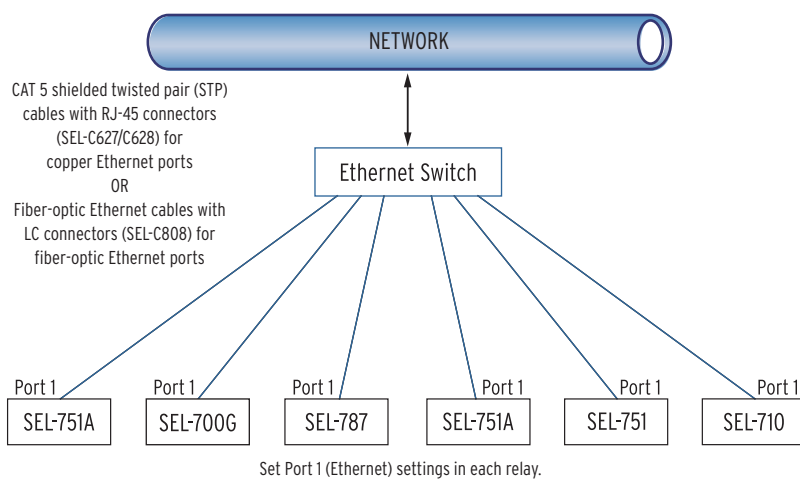 NETWORK
CAT 5 shielded twisted pair (STP)
cables with RJ-45 connectors
(SEL-C627/C628) for
copper Ethernet ports
OR
Fiber-optic Ethernet cables with
LC connectors (SEL-C808) for
fiber-optic Ethernet ports
Ethernet Switch
Port 1
SEL-751A
Port 1
SEL-700G
Port 1
SEL-787
Port 1
SEL-751A
Port 1
SEL-751
Port 1
SEL-710
Set Port 1 (Ethernet) settings in each relay.